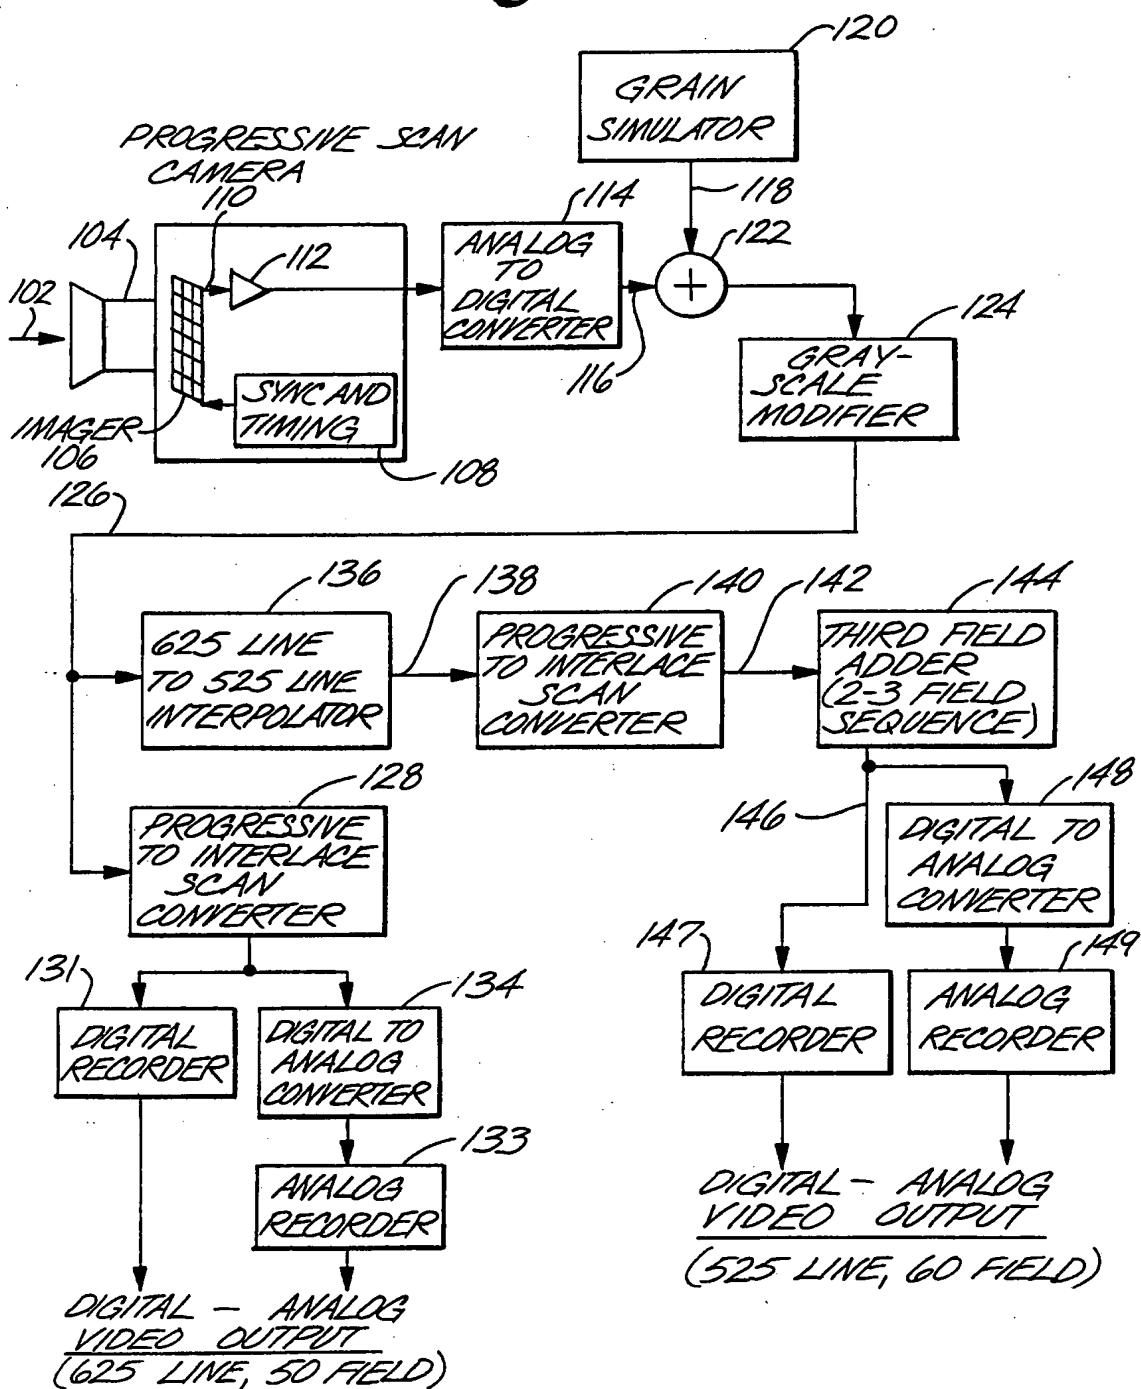 120
GRAIN
SIMULATOR
118
PROGRESSIVE SCAN
CAMERA
110
104
112
102
114
ANALOG
TO
DIGITAL
CONVERTER
116
122
124
GRAY-
SCALE
MODIFIER
SYNC AND
TIMING
IMAGER
106
108
126
136
625 LINE
TO 525 LINE
INTERPOLATOR
138
140
PROGRESSIVE
TO INTERLACE
SCAN
CONVERTER
142
144
THIRD FIELD
ADDER
(2-3 FIELD
SEQUENCE)
128
PROGRESSIVE
TO INTERLACE
SCAN
CONVERTER
146
148
DIGITAL TO
ANALOG
CONVERTER
131
DIGITAL
RECORDER
134
DIGITAL TO
ANALOG
CONVERTER
147
DIGITAL
RECORDER
149
ANALOG
RECORDER
133
ANALOG
RECORDER
DIGITAL - ANALOG
VIDEO OUTPUT
(525 LINE, 60 FIELD)
DIGITAL - ANALOG
VIDEO OUTPUT
(625 LINE, 50 FIELD)